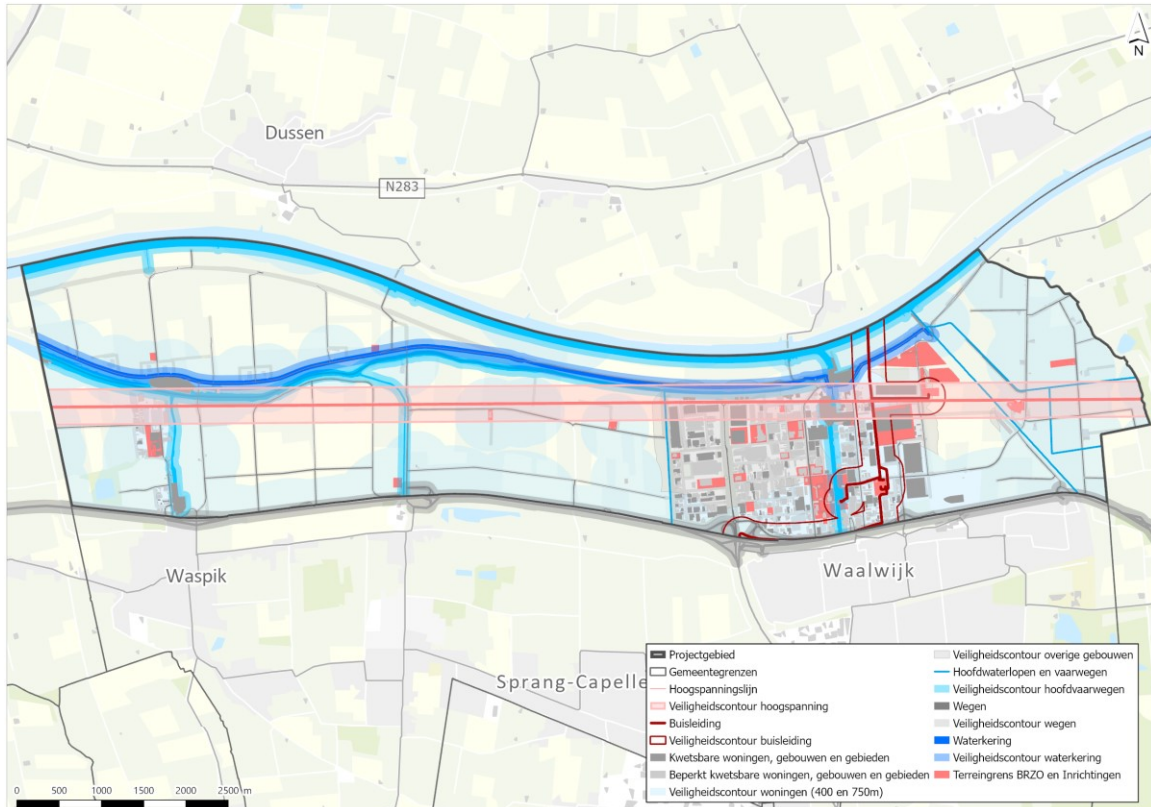 N
Dussen
N283
Waspik
Waalwijk
Sprang-Capelle
Projectgebied
Gemeentegrenzen
Hoogspanningslijn
Veiligheidscontour hoogspanning
Buisleiding
Veiligheidscontour buisleiding
Kwetsbare woningen, gebouwen en gebieden
Beperkt kwetsbare woningen, gebouwen en gebieden
Veiligheidscontour woningen (400 en 750m)
Veiligheidscontour overige gebouwen
Hoofdwaterlopen en vaarwegen
Veiligheidscontour hoofdvaarwegen
Wegen
Veiligheidscontour wegen
Waterkering
Veiligheidscontour waterkering
Terreingrens BRZO en Inrichtingen
0 500 1000 1500 2000 2500 m